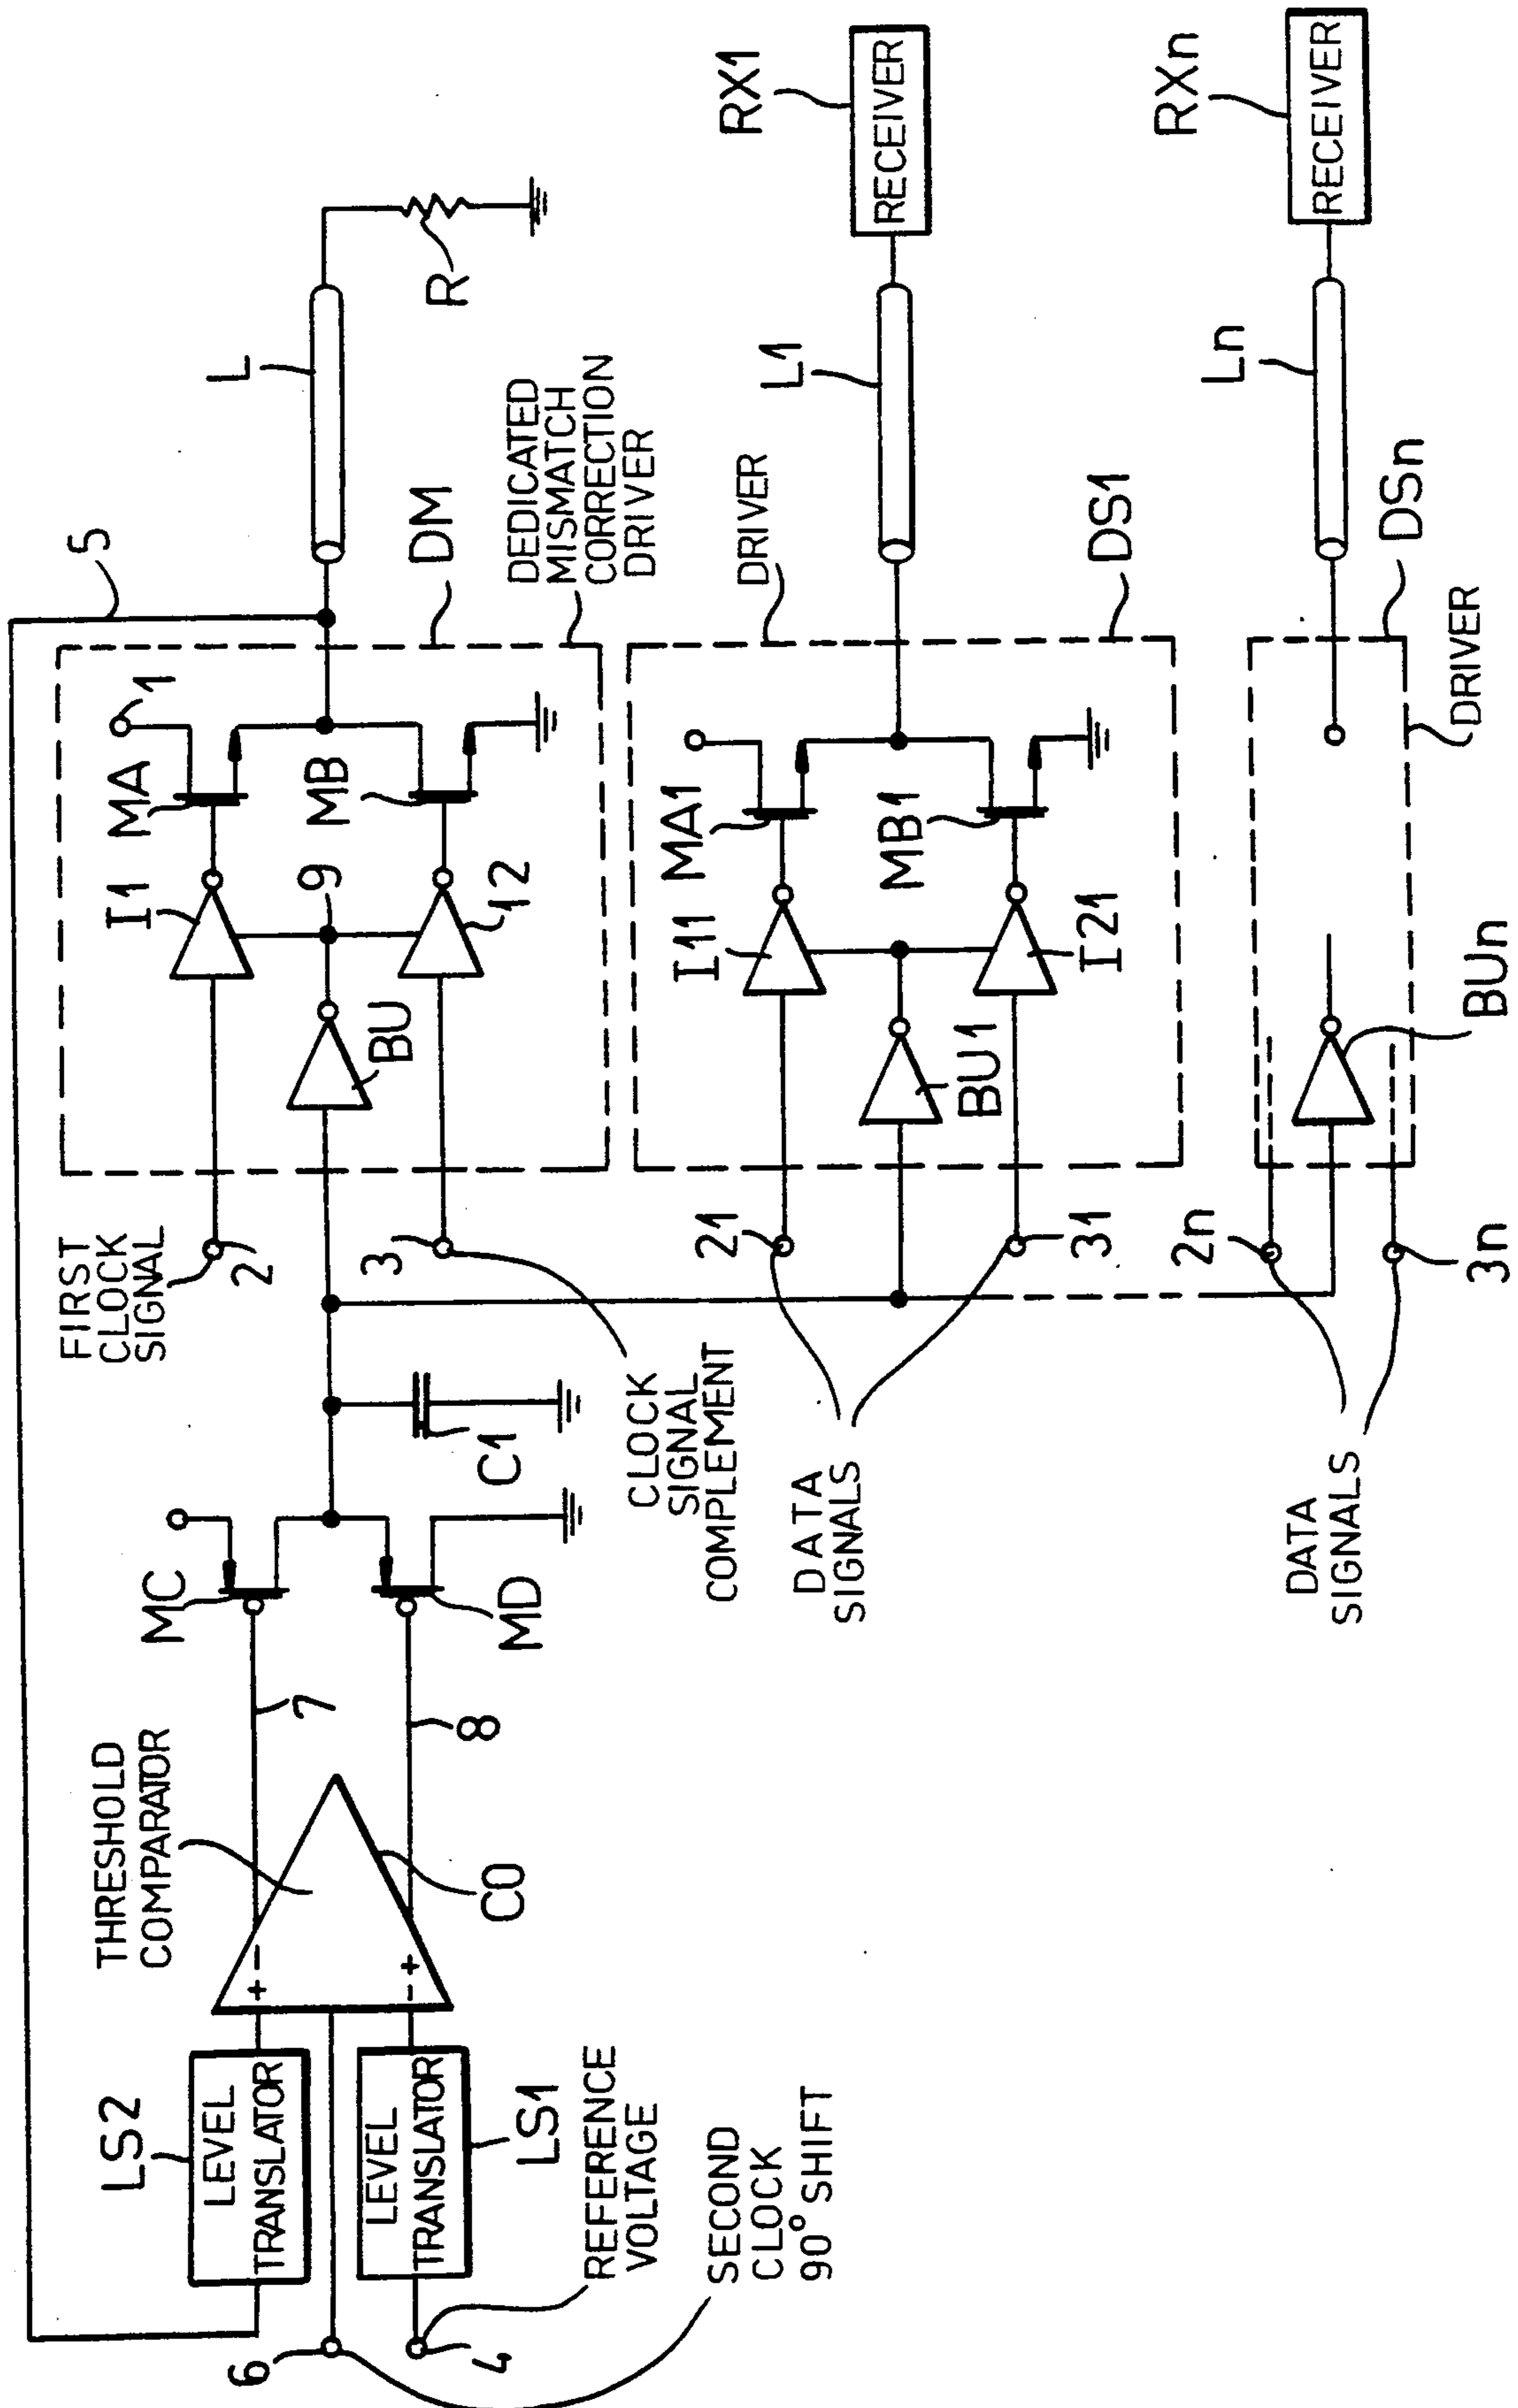 5
LS2
LEVEL
TRANSLATOR
LEVEL
TRANSLATOR
LS1
6
4
REFERENCE
VOLTAGE
SECOND
CLOCK
90° SHIFT
THRESHOLD
COMPARATOR
+ -
- +
C0
7
8
MC
MD
C1
FIRST
CLOCK
SIGNAL
2
3
CLOCK
SIGNAL
COMPLEMENT
I1
9
BU
12
MA
1
MB
DM
DEDICATED
MISMATCH
CORRECTION
DRIVER
L
R
DATA
SIGNALS
21
31
I11
BU1
I21
MA1
MB1
DRIVER
DS1
L1
RX1
RECEIVER
DATA
SIGNALS
2n
3n
BUn
DRIVER
DSn
Ln
RXn
RECEIVER